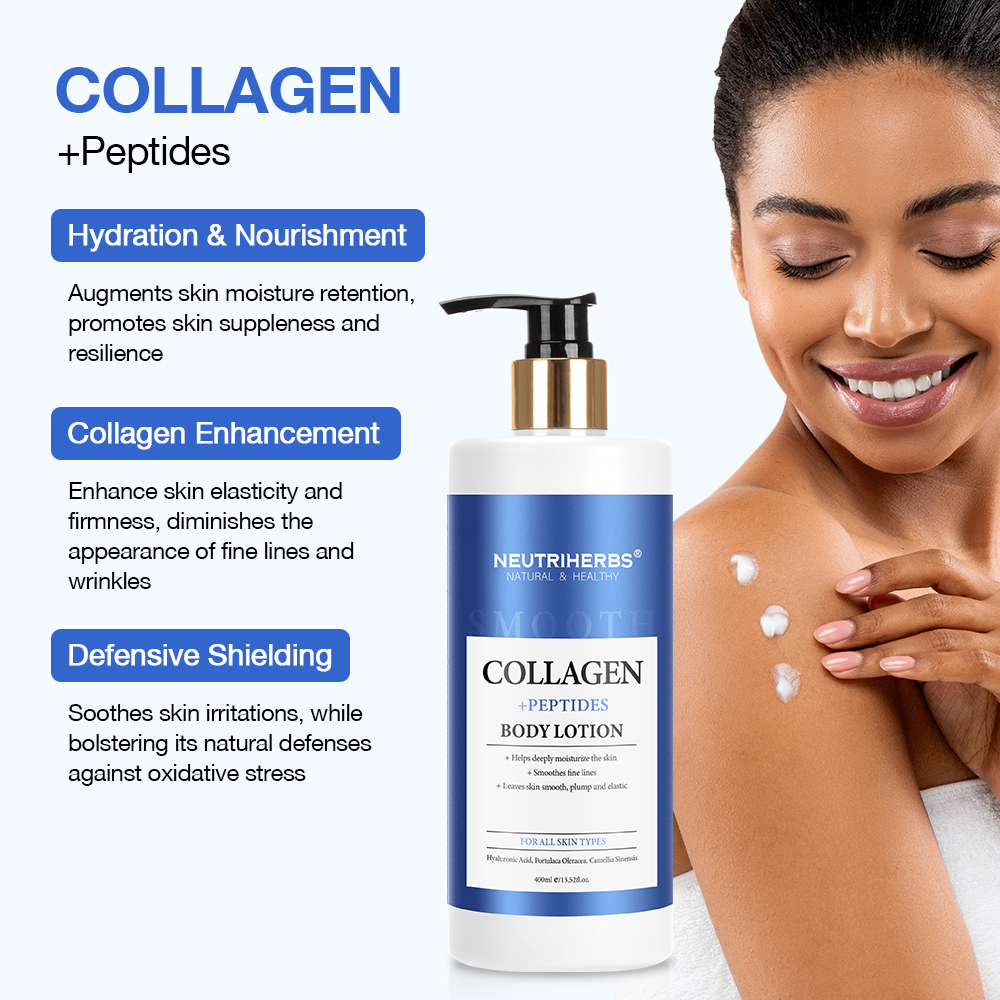 COLLAGEN
+Peptides
Hydration & Nourishment
Augments skin moisture retention,
promotes skin suppleness and
resilience
Collagen Enhancement
Enhance skin elasticity and
firmness, diminishes the
appearance of fine lines and
wrinkles
Defensive Shielding
Soothes skin irritations, while
bolstering its natural defenses
against oxidative stress
NEUTRIHERBS®
NATURAL & HEALTHY
SMOOTH
COLLAGEN
+PEPTIDES
BODY LOTION
+ Helps deeply moisturize the skin
+ Smoothes fine lines
+ Leaves skin smooth, plump and elastic
FOR ALL SKIN TYPES
Hyaluronic Acid, Portulaca Oleracea, Camellia Sinensis
400ml ℮/13.52fl.oz.